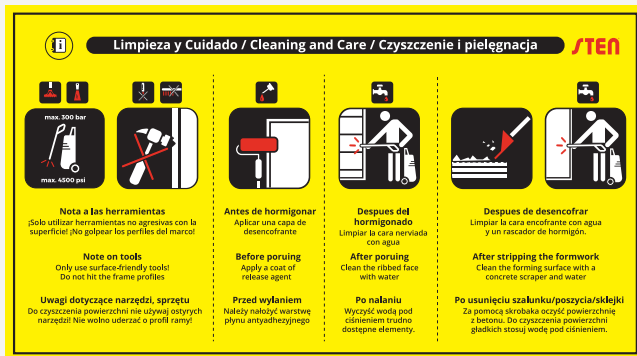 Limpieza y Cuidado / Cleaning and Care / Czyszczenie i pielęgnacja
STEN
max. 300 bar
max. 4500 psi
Nota a las herramientas
¡Solo utilizar herramientas no agresivas con la
superficie! ¡No golpear los perfiles del marco!
Note on tools
Only use surface-friendly tools!
Do not hit the frame profiles
Uwagi dotyczące narzędzi, sprzętu
Do czyszczenia powierzchni nie używaj ostyrych
narzędzi! Nie wolno uderzać o profil ramy!
Antes de hormigonar
Aplicar una capa de
desencofrante
Before poruing
Apply a coat of
release agent
Przed wylaniem
Należy nałożyć warstwę
płynu antyadhezyjnego
Despues del
hormigonado
Limpiar la cara nerviada
con agua
After poruing
Clean the ribbed face
with water
Po nalaniu
Wyczyść wodą pod
ciśnieniem trudno
dostępne elementy.
Despues de desencofrar
Limpiar la cara encofrante con agua
y un rascador de hormigón.
After stripping the formwork
Clean the forming surface with a
concrete scraper and water
Po usunięciu szalunku/poszycia/sklejki
Za pomocą skrobaka oczyść powierzchnię
z betonu. Do czyszczenia powierzchni
gładkich stosuj wodę pod ciśnieniem.